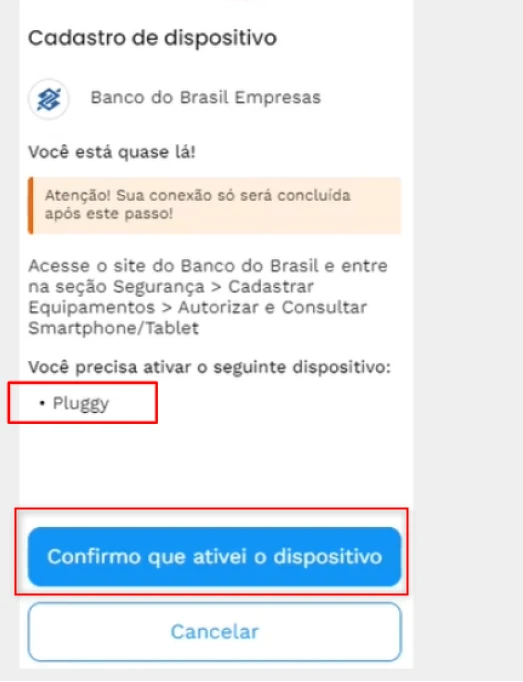 Cadastro de dispositivo
Banco do Brasil Empresas
Você está quase lá!
Atenção! Sua conexão só será concluída
após este passo!
Acesse o site do Banco do Brasil e entre
na seção Segurança > Cadastrar
Equipamentos > Autorizar e Consultar
Smartphone/Tablet
Você precisa ativar o seguinte dispositivo:
• Pluggy
Confirmo que ativei o dispositivo
Cancelar